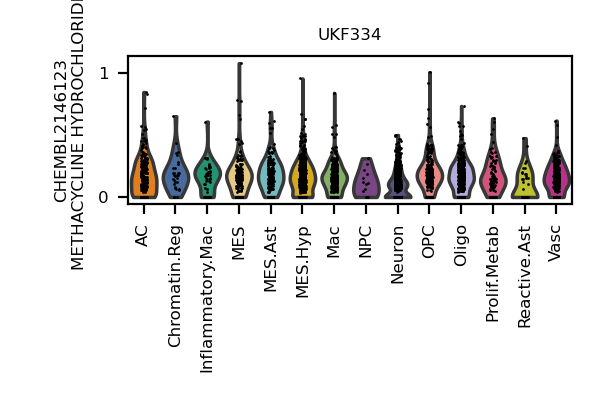 UKF334
CHEMBL2146123
METHACYCLINE HYDROCHLORIDE
1
0
AC
Chromatin.Reg
Inflammatory.Mac
MES
MES.Ast
MES.Hyp
Mac
NPC
Neuron
OPC
Oligo
Prolif.Metab
Reactive.Ast
Vasc